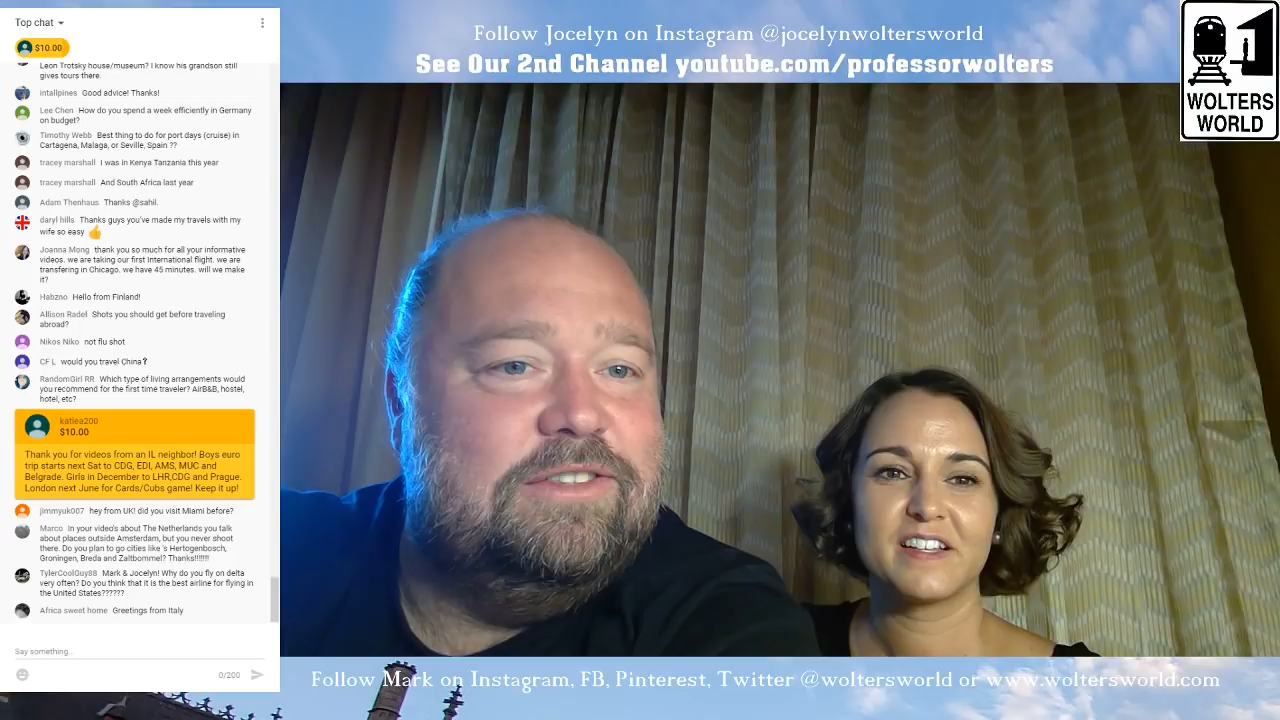 Top chat
$10.00
Leon Trotsky house/museum? I know his grandson still
gives tours there.
intalipines Good advice! Thanks!
Lee Chen How do you spend a week efficiently in Germany
on budget?
Timothy Webb Best thing to do for port days (cruise) in
Cartagena, Malaga, or Seville, Spain ??
tracey marshall I was in Kenya Tanzania this year
tracey marshall And South Africa last year
Adam Thenhaus Thanks @sahil.
daryl hills Thanks guys you've made my travels with my
wife so easy 👍
Joanna Mong thank you so much for all your informative
videos. we are taking our first International flight. we are
transfering in Chicago. we have 45 minutes. will we make
it?
Habzno Hello from Finland!
Allison Radel Shots you should get before traveling
abroad?
Nikos Niko not flu shot
CF L would you travel China?
RandomGirl RR Which type of living arrangements would
you recommend for the first time traveler? AirB&B, hostel,
hotel, etc?
katiea200
$10.00
Thank you for videos from an IL neighbor! Boys euro
trip starts next Sat to CDG, EDI, AMS, MUC and
Belgrade. Girls in December to LHR,CDG and Prague.
London next June for Cards/Cubs game! Keep it up!
jimmyuk007 hey from UK! did you visit Miami before?
Marco In your video's about The Netherlands you talk
about places outside Amsterdam, but you never shoot
there. Do you plan to go cities like 's Hertogenbosch,
Groningen, Breda and Zaltbommel? Thanks!!!!!!!
TylerCoolGuy88 Mark & Jocelyn! Why do you fly on delta
very often? Do you think that it is the best airline for flying in
the United States??????
Africa sweet home Greetings from Italy
Say something...
0/200
Follow Jocelyn on Instagram @jocelynwoltersworld
See Our 2nd Channel youtube.com/professorwolters
WOLTERS
WORLD
Follow Mark on Instagram, FB, Pinterest, Twitter @woltersworld or www.woltersworld.com